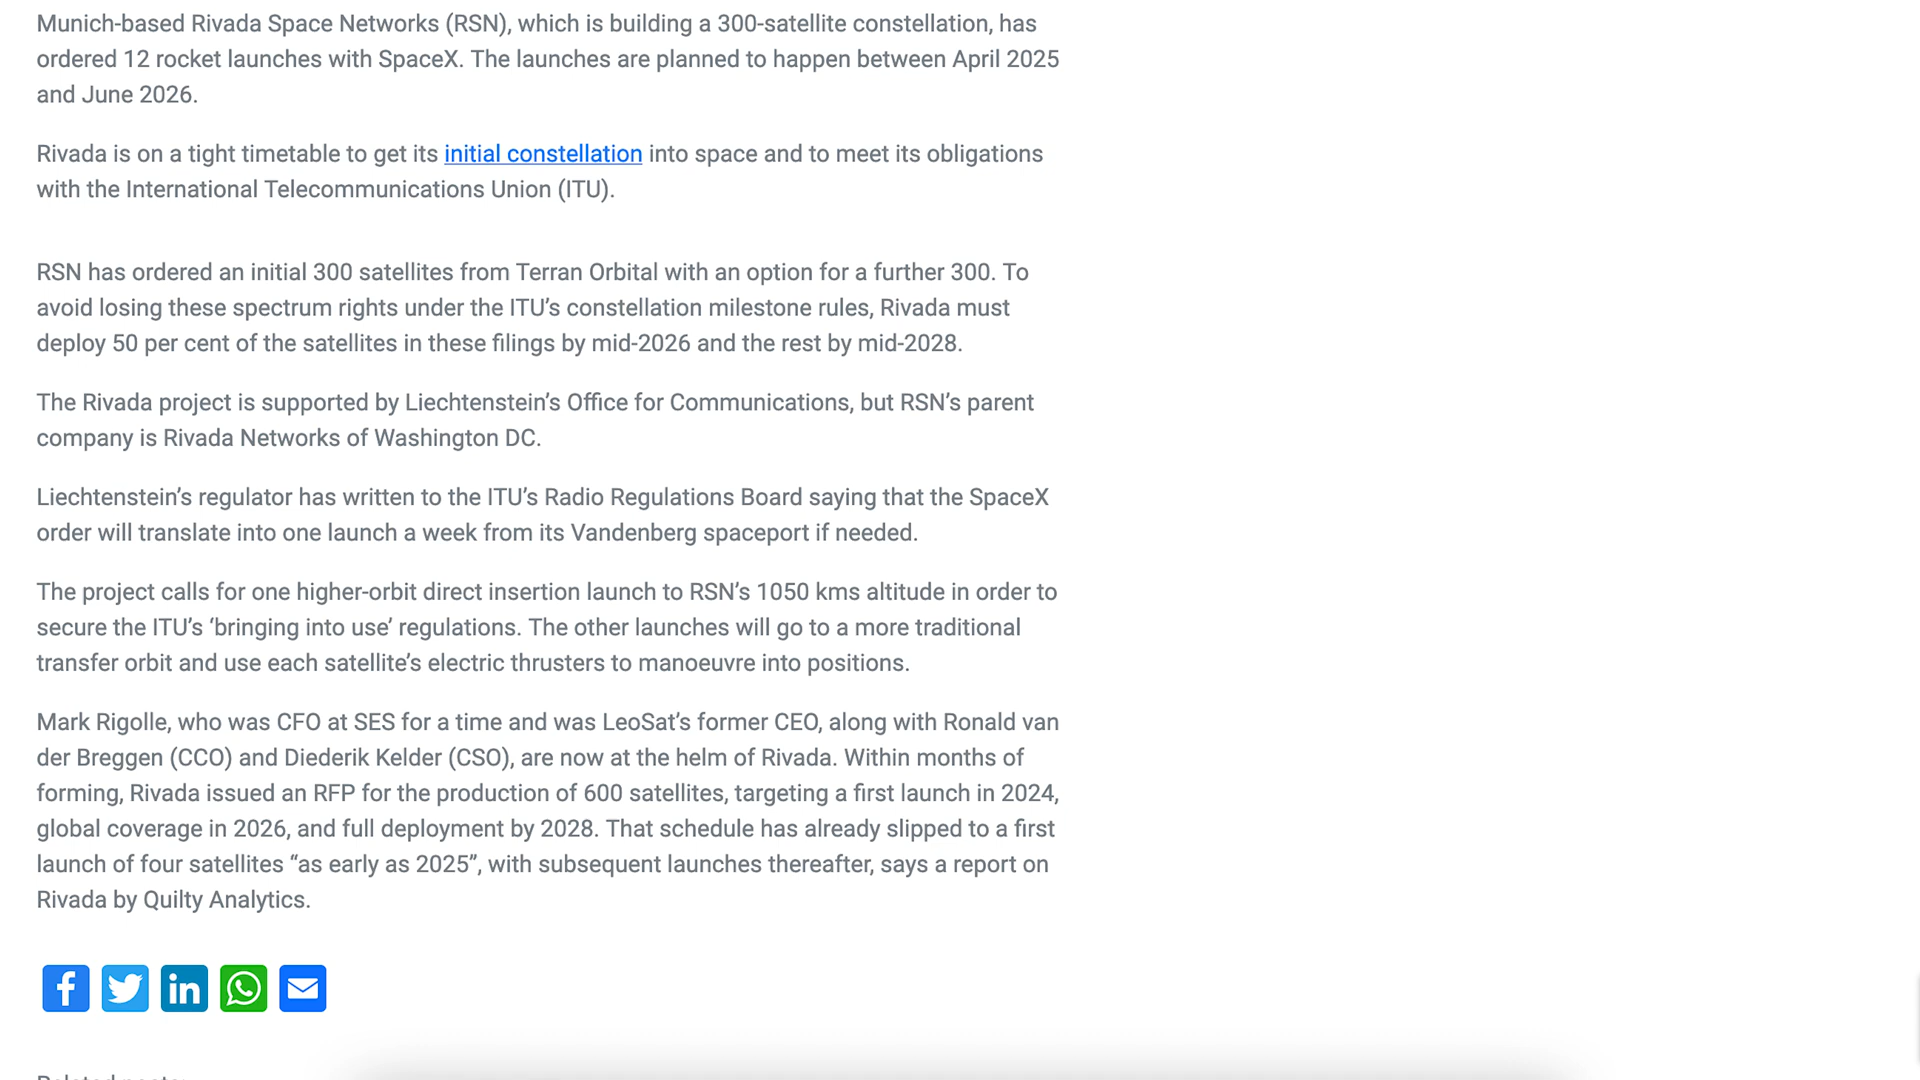 Munich-based Rivada Space Networks (RSN), which is building a 300-satellite constellation, has
ordered 12 rocket launches with SpaceX. The launches are planned to happen between April 2025
and June 2026.
Rivada is on a tight timetable to get its initial constellation into space and to meet its obligations
with the International Telecommunications Union (ITU).
RSN has ordered an initial 300 satellites from Terran Orbital with an option for a further 300. To
avoid losing these spectrum rights under the ITU’s constellation milestone rules, Rivada must
deploy 50 per cent of the satellites in these filings by mid-2026 and the rest by mid-2028.
The Rivada project is supported by Liechtenstein’s Office for Communications, but RSN’s parent
company is Rivada Networks of Washington DC.
Liechtenstein’s regulator has written to the ITU’s Radio Regulations Board saying that the SpaceX
order will translate into one launch a week from its Vandenberg spaceport if needed.
The project calls for one higher-orbit direct insertion launch to RSN’s 1050 kms altitude in order to
secure the ITU’s ‘bringing into use’ regulations. The other launches will go to a more traditional
transfer orbit and use each satellite’s electric thrusters to manoeuvre into positions.
Mark Rigolle, who was CFO at SES for a time and was LeoSat’s former CEO, along with Ronald van
der Breggen (CCO) and Diederik Kelder (CSO), are now at the helm of Rivada. Within months of
forming, Rivada issued an RFP for the production of 600 satellites, targeting a first launch in 2024,
global coverage in 2026, and full deployment by 2028. That schedule has already slipped to a first
launch of four satellites “as early as 2025”, with subsequent launches thereafter, says a report on
Rivada by Quilty Analytics.